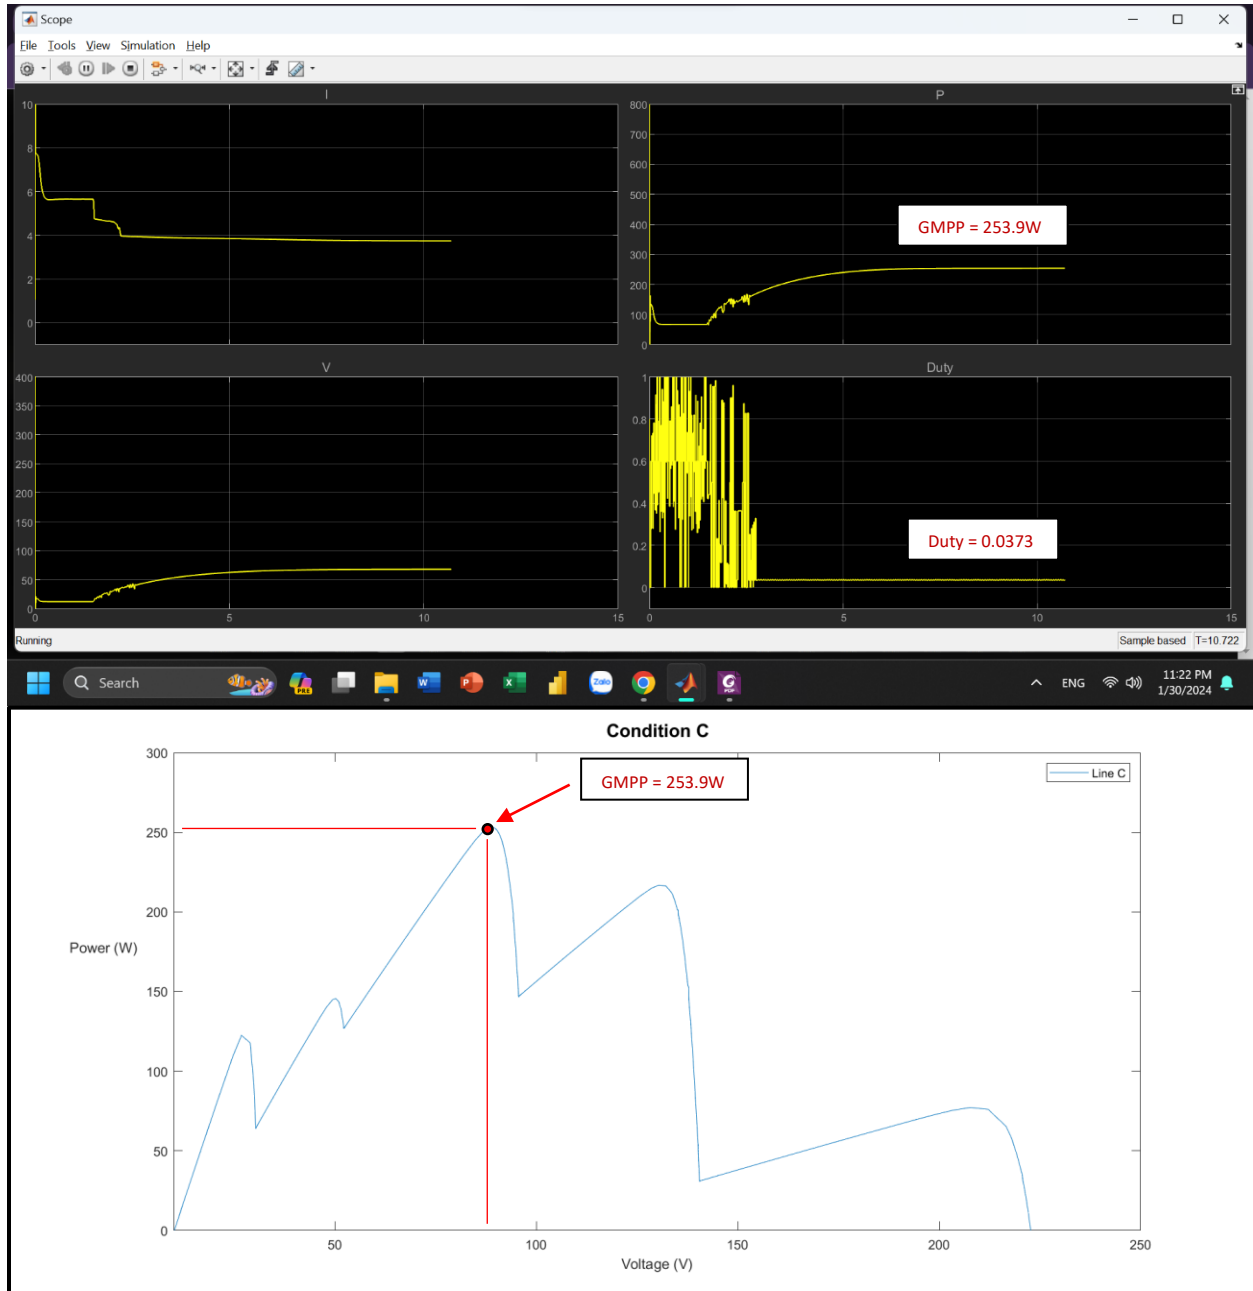 Scope
File Tools View Simulation Help
I
10
8
6
4
2
0
P
800
700
600
500
400
300
200
100
0
GMPP = 253.9W
V
400
350
300
250
200
150
100
50
0
0 5 10 15
Duty
1
0.8
0.6
0.4
0.2
0
Duty = 0.0373
0 5 10 15
Running
Sample based T=10.722
Search
PRE
Zalo
PDF
ENG
11:22 PM
1/30/2024
Condition C
GMPP = 253.9W
Line C
300
250
200
150
100
50
0
Power (W)
50 100 150 200 250
Voltage (V)